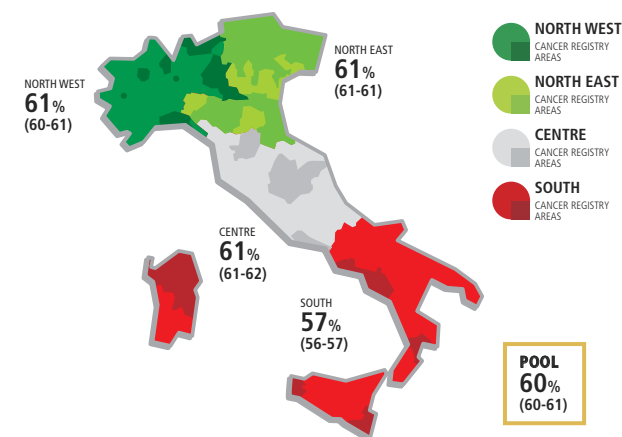 NORTH WEST
61%
(60-61)
NORTH EAST
61%
(61-61)
CENTRE
61%
(61-62)
SOUTH
57%
(56-57)
NORTH WEST
CANCER REGISTRY
AREAS
NORTH EAST
CANCER REGISTRY
AREAS
CENTRE
CANCER REGISTRY
AREAS
SOUTH
CANCER REGISTRY
AREAS
POOL
60%
(60-61)